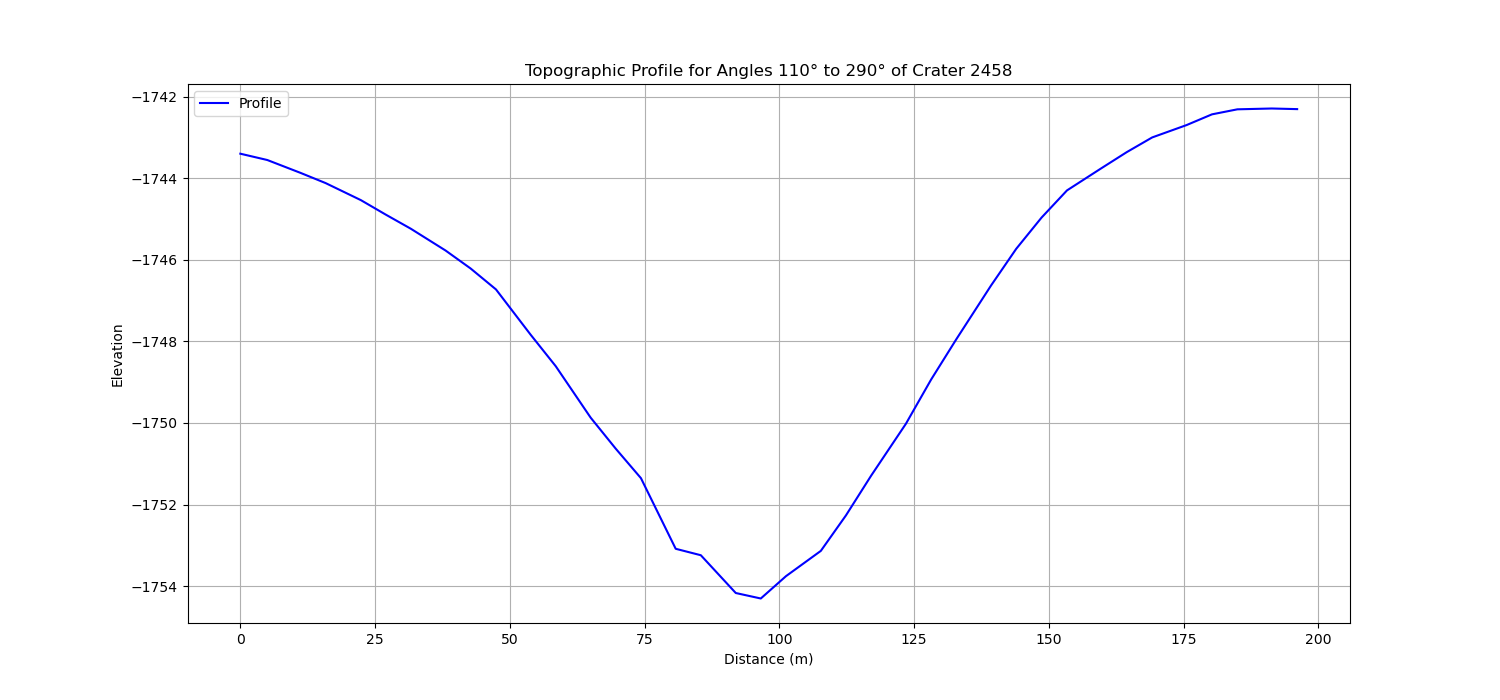 Topographic Profile for Angles 110° to 290° of Crater 2458
Profile
−1742
−1744
−1746
−1748
−1750
−1752
−1754
Elevation
0 25 50 75 100 125 150 175 200
Distance (m)